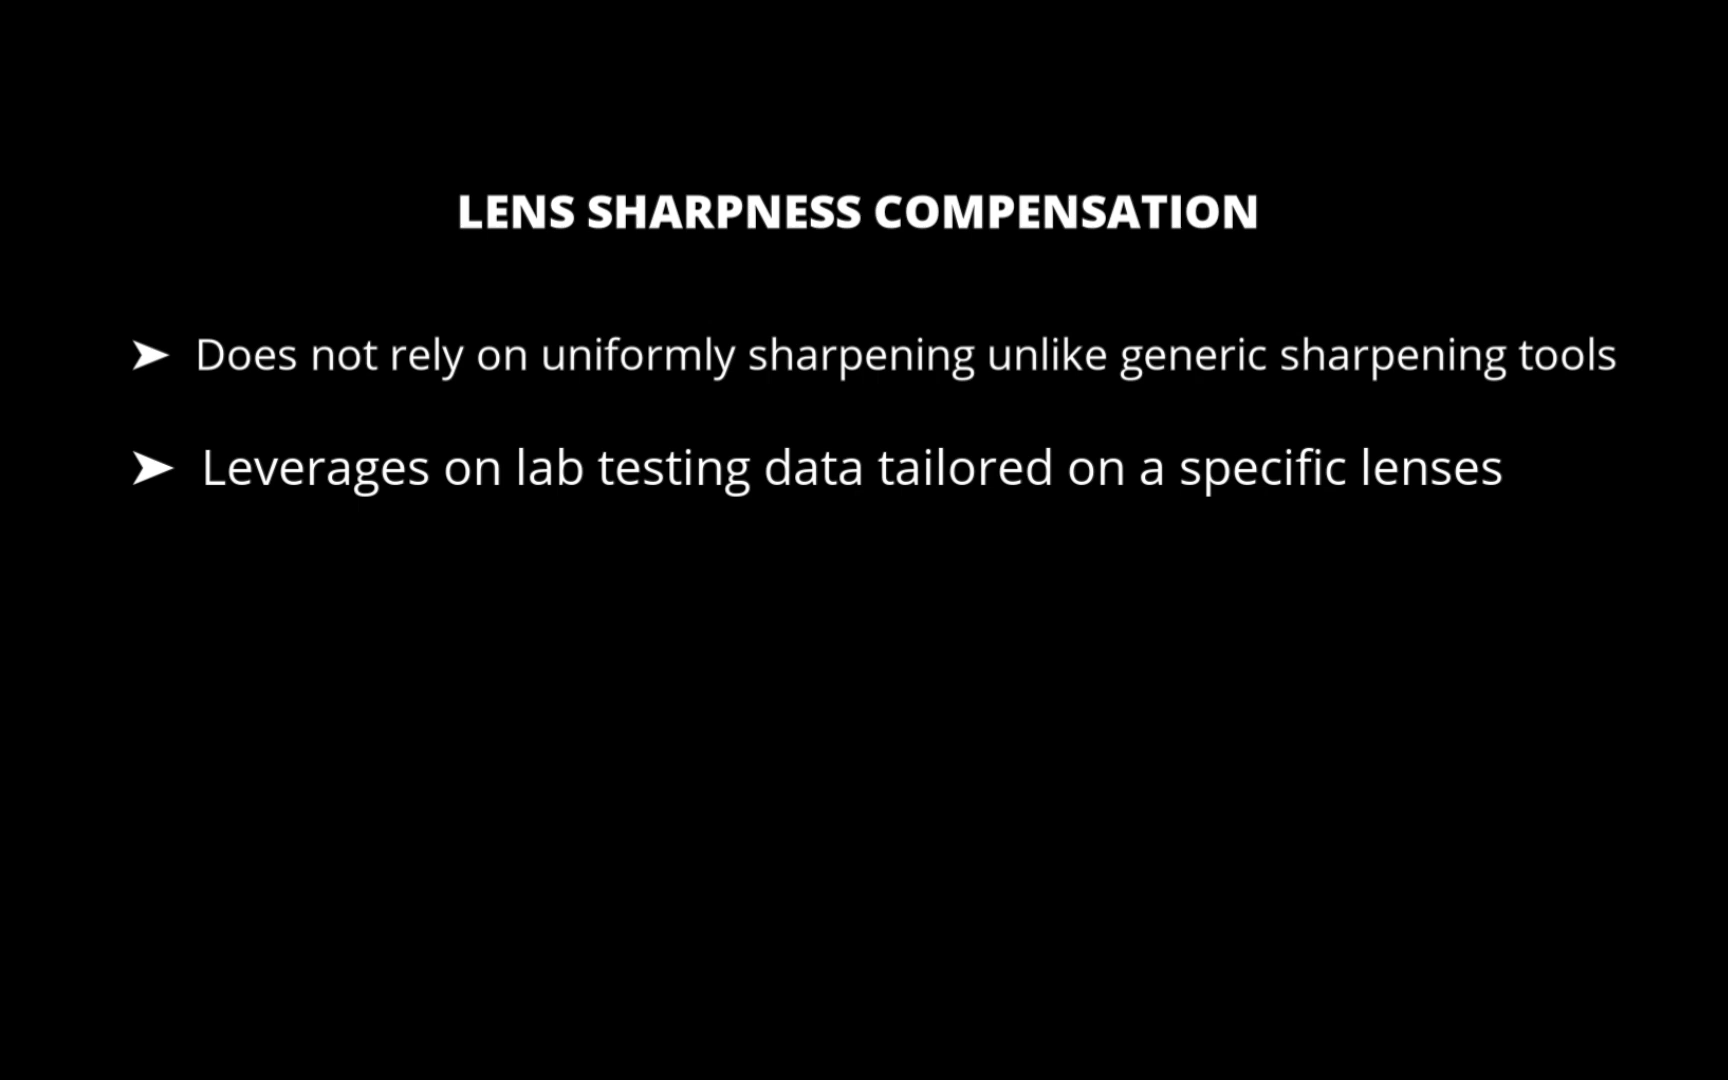 LENS SHARPNESS COMPENSATION
➤ Does not rely on uniformly sharpening unlike generic sharpening tools
➤ Leverages on lab testing data tailored on a specific lenses